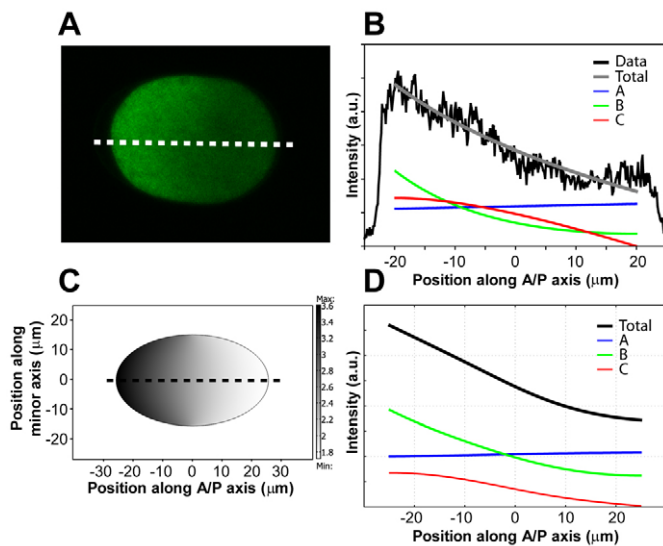 A
B
Intensity (a.u.)
Data
Total
A
B
C
-20
-10
0
10
20
Position along A/P axis (μm)
C
Position along
minor axis (μm)
20
10
0
-10
-20
-30
-20
-10
0
10
20
30
Position along A/P axis (μm)
Max:
3.6
3.4
3.2
3
2.8
2.6
2.4
2.2
2
1.8
Min:
D
Intensity (a.u.)
Total
A
B
C
-20
-10
0
10
20
Position along A/P axis (μm)